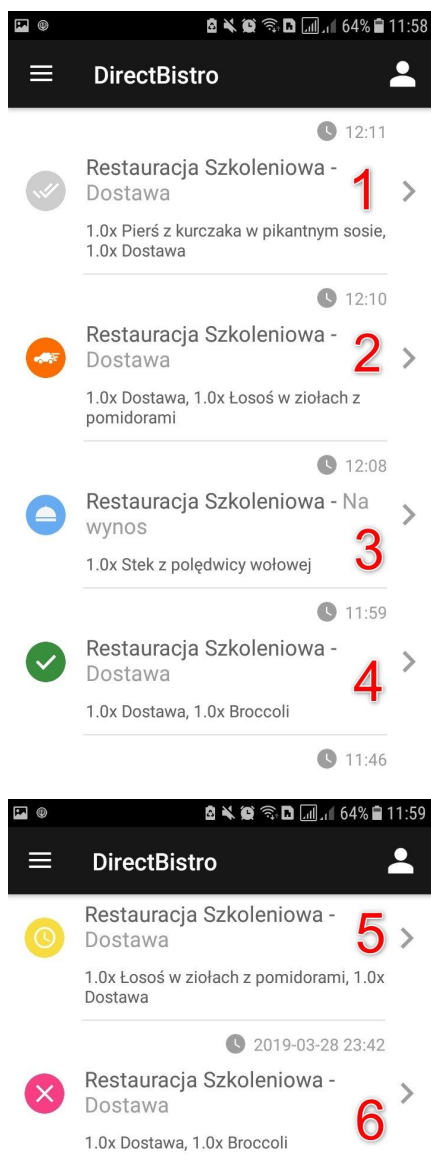 64% 11:58
DirectBistro
12:11
Restauracja Szkoleniowa -
Dostawa
1
1.0x Pierś z kurczaka w pikantnym sosie,
1.0x Dostawa
12:10
Restauracja Szkoleniowa -
Dostawa
2
1.0x Dostawa, 1.0x Łosoś w ziołach z
pomidorami
12:08
Restauracja Szkoleniowa - Na
wynos
3
1.0x Stek z polędwicy wołowej
11:59
Restauracja Szkoleniowa -
Dostawa
4
1.0x Dostawa, 1.0x Broccoli
11:46
64% 11:59
DirectBistro
Restauracja Szkoleniowa -
Dostawa
5
1.0x Łosoś w ziołach z pomidorami, 1.0x
Dostawa
2019-03-28 23:42
Restauracja Szkoleniowa -
Dostawa
6
1.0x Dostawa, 1.0x Broccoli